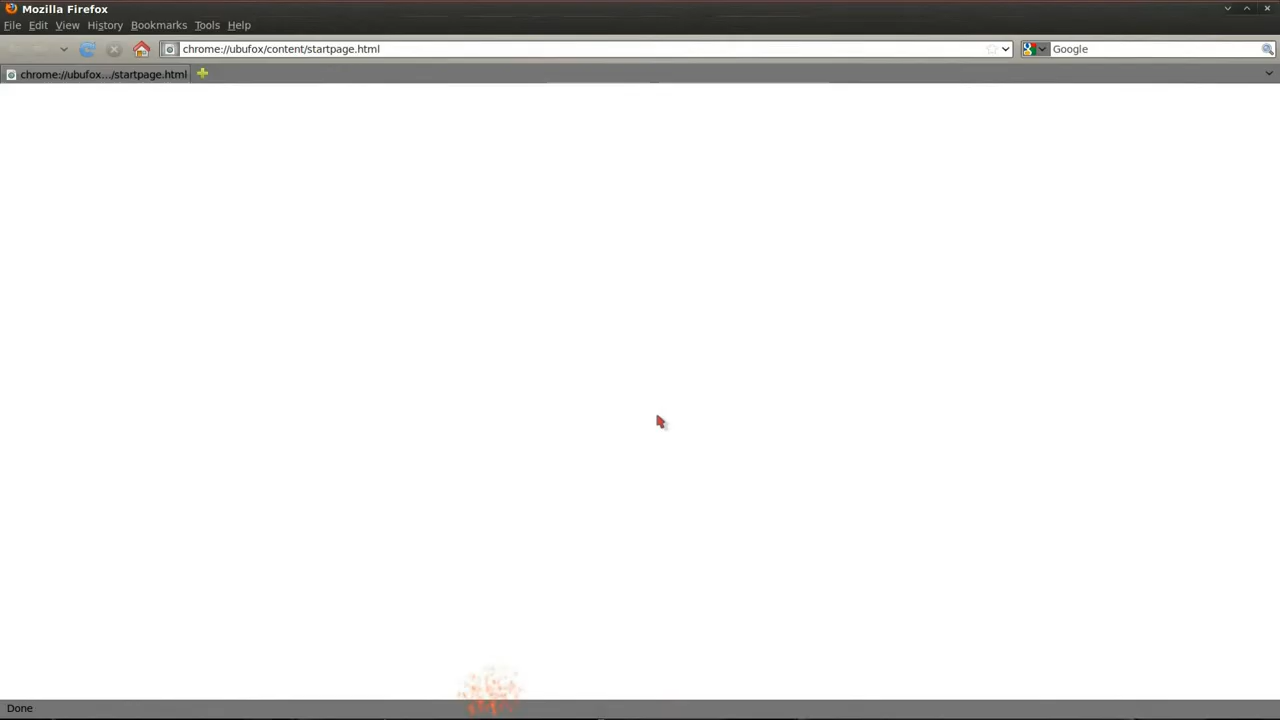 Mozilla Firefox
File Edit View History Bookmarks Tools Help
chrome://ubufox/content/startpage.html Google
chrome://ubufox.../startpage.html
Done